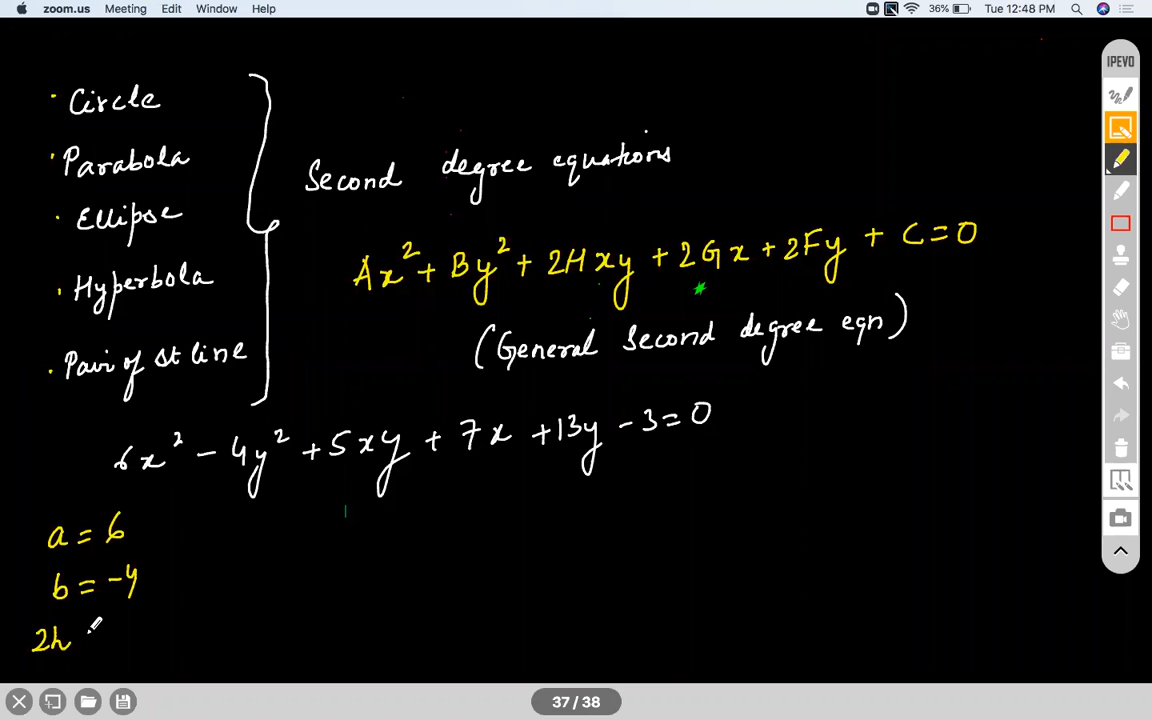 zoom.us Meeting Edit Window Help 36% Tue 12:48 PM
IPEVO
· Circle
· Parabola
· Ellipse
· Hyperbola
· Pair of St line
Second degree equations
Ax² + By² + 2Hxy + 2Gx + 2Fy + C = 0
(General Second degree eqn)
6x² - 4y² + 5xy + 7x + 13y - 3 = 0
a = 6
b = -4
2h
37 / 38